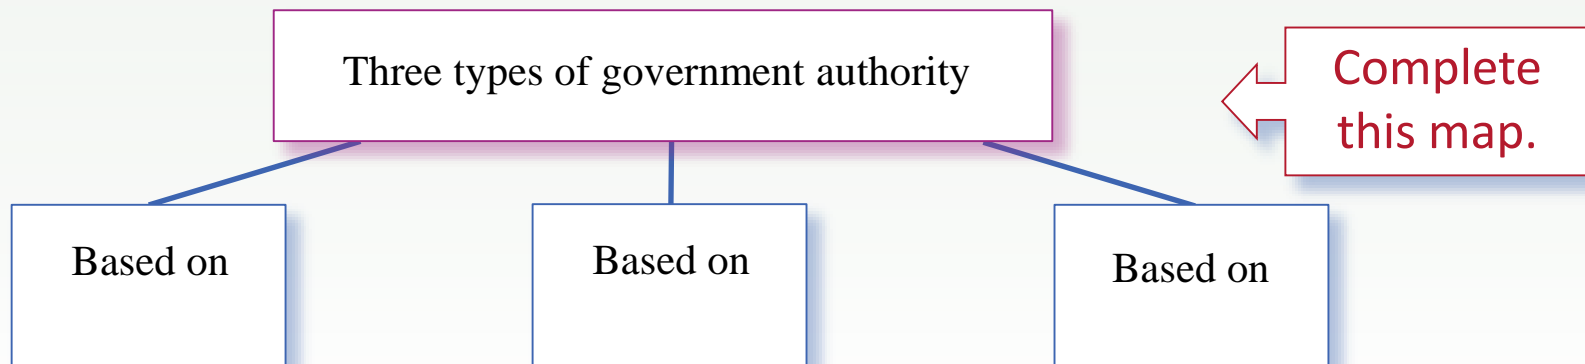 Three types of government authority
Complete
this map.
Based on
Based on
Based on